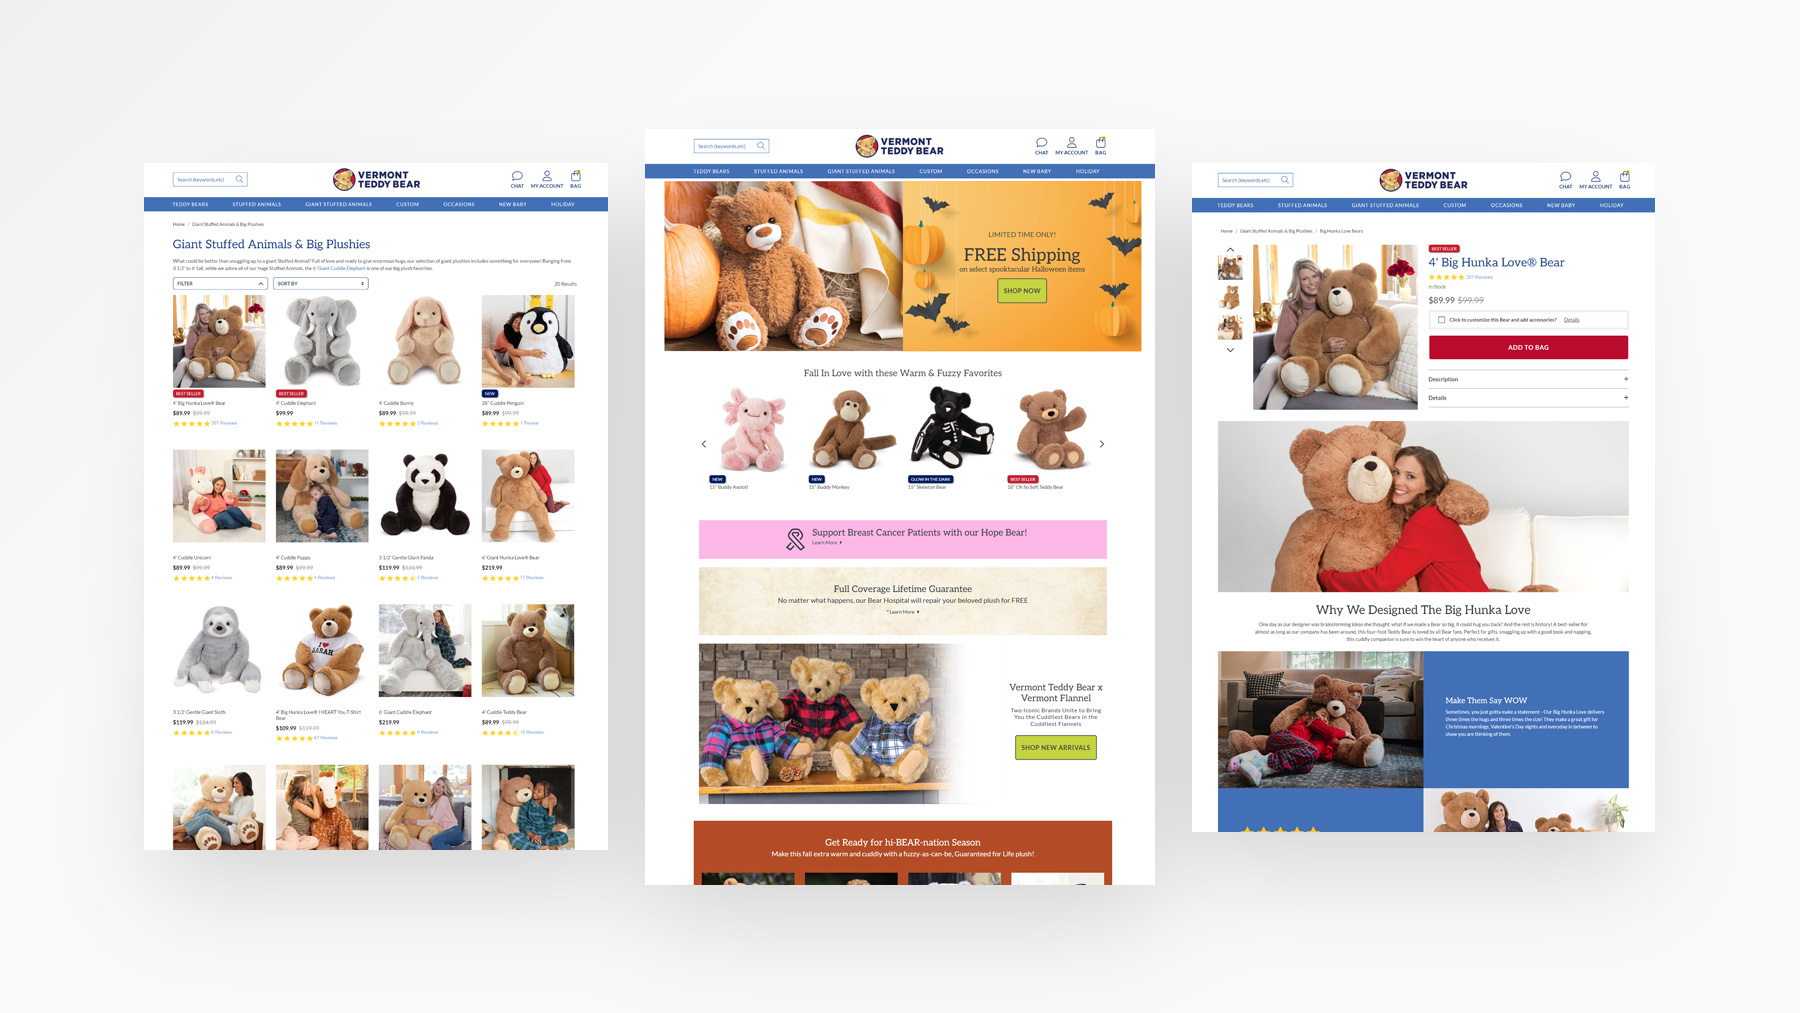 Search (keywords,etc)
VERMONT
TEDDY BEAR
CHAT
MY ACCOUNT
BAG
TEDDY BEARS
STUFFED ANIMALS
GIANT STUFFED ANIMALS
CUSTOM
OCCASIONS
NEW BABY
HOLIDAY
Home / Giant Stuffed Animals & Big Plushies
Giant Stuffed Animals & Big Plushies
What could be better than snuggling up to a giant Stuffed Animal? Full of love and ready to give enormous hugs, our selection of giant plushies includes something for everyone! Ranging from
3 1/2' to 6' tall, while we adore all of our Huge Stuffed Animals, the 6' Giant Cuddle Elephant is one of our big plush favorites.
FILTER
SORT BY
20 Results
BEST SELLER
4' Big Hunka Love® Bear
$89.99 $99.99
357 Reviews
BEST SELLER
4' Cuddle Elephant
$99.99
11 Reviews
4' Cuddle Bunny
$89.99 $99.99
3 Reviews
NEW
28" Cuddle Penguin
$89.99 $99.99
1 Review
4' Cuddle Unicorn
$89.99 $99.99
4 Reviews
4' Cuddle Puppy
$89.99 $99.99
4 Reviews
3 1/2' Gentle Giant Panda
$119.99 $124.99
5 Reviews
6' Giant Hunka Love® Bear
$219.99
77 Reviews
3 1/2' Gentle Giant Sloth
$119.99 $124.99
8 Reviews
I ♥
SARAH
4' Big Hunka Love® I HEART You T-Shirt
Bear
$109.99 $119.99
67 Reviews
6' Giant Cuddle Elephant
$219.99
8 Reviews
4' Cuddle Teddy Bear
$89.99 $99.99
16 Reviews
Search (keywords,etc)
VERMONT
TEDDY BEAR
CHAT
MY ACCOUNT
BAG
TEDDY BEARS
STUFFED ANIMALS
GIANT STUFFED ANIMALS
CUSTOM
OCCASIONS
NEW BABY
HOLIDAY
LIMITED TIME ONLY!
FREE Shipping
on select spooktacular Halloween items
SHOP NOW
Fall In Love with these Warm & Fuzzy Favorites
NEW
15" Buddy Axolotl
NEW
15" Buddy Monkey
GLOW IN THE DARK
15" Skeleton Bear
BEST SELLER
18" Oh So Soft Teddy Bear
Support Breast Cancer Patients with our Hope Bear!
Learn More
Full Coverage Lifetime Guarantee
No matter what happens, our Bear Hospital will repair your beloved plush for FREE
*Learn More
Vermont Teddy Bear x
Vermont Flannel
Two Iconic Brands Unite to Bring
You the Cuddliest Bears in the
Cuddliest Flannels
SHOP NEW ARRIVALS
Get Ready for hi-BEAR-nation Season
Make this fall extra warm and cuddly with a fuzzy-as-can-be, Guaranteed for Life plush!
Search (keywords,etc)
VERMONT
TEDDY BEAR
CHAT
MY ACCOUNT
BAG
TEDDY BEARS
STUFFED ANIMALS
GIANT STUFFED ANIMALS
CUSTOM
OCCASIONS
NEW BABY
HOLIDAY
Home / Giant Stuffed Animals & Big Plushies / Big Hunka Love Bears
BEST SELLER
4' Big Hunka Love® Bear
357 Reviews
In Stock
$89.99 $99.99
Click to customize this Bear and add accessories? Details
ADD TO BAG
Description +
Details +
Why We Designed The Big Hunka Love
One day as our designer was brainstorming ideas she thought, what if we made a Bear so big, it could hug you back? And the rest is history! A best-seller for
almost as long as our company has been around, this four-foot Teddy Bear is loved by all Bear fans. Perfect for gifts, snuggling up with a good book and napping,
this cuddly companion is sure to win the heart of anyone who receives it.
Make Them Say WOW
Sometimes, you just gotta make a statement - Our Big Hunka Love delivers
three times the hugs and three times the size! They make a great gift for
Christmas mornings, Valentine's Day nights and everyday in between to
show you are thinking of them.